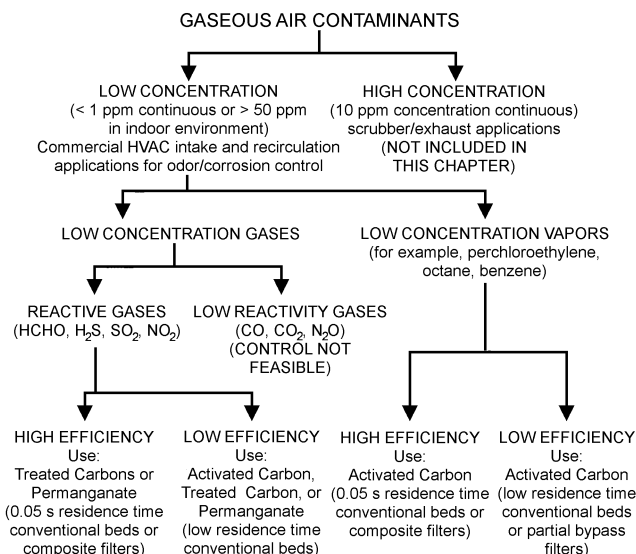 GASEOUS AIR CONTAMINANTS
LOW CONCENTRATION
(< 1 ppm continuous or > 50 ppm
in indoor environment)
Commercial HVAC intake and recirculation
applications for odor/corrosion control
HIGH CONCENTRATION
(10 ppm concentration continuous)
scrubber/exhaust applications
(NOT INCLUDED IN
THIS CHAPTER)
LOW CONCENTRATION GASES
LOW CONCENTRATION VAPORS
(for example, perchloroethylene,
octane, benzene)
REACTIVE GASES
(HCHO, H₂S, SO₂, NO₂)
LOW REACTIVITY GASES
(CO, CO₂, N₂O)
(CONTROL NOT
FEASIBLE)
HIGH EFFICIENCY
Use:
Treated Carbons or
Permanganate
(0.05 s residence time
conventional beds or
composite filters)
LOW EFFICIENCY
Use:
Activated Carbon,
Treated Carbon, or
Permanganate
(low residence time
conventional beds)
HIGH EFFICIENCY
Use:
Activated Carbon
(0.05 s residence time
conventional beds or
composite filters)
LOW EFFICIENCY
Use:
Activated Carbon
(low residence time
conventional beds
or partial bypass
filters)